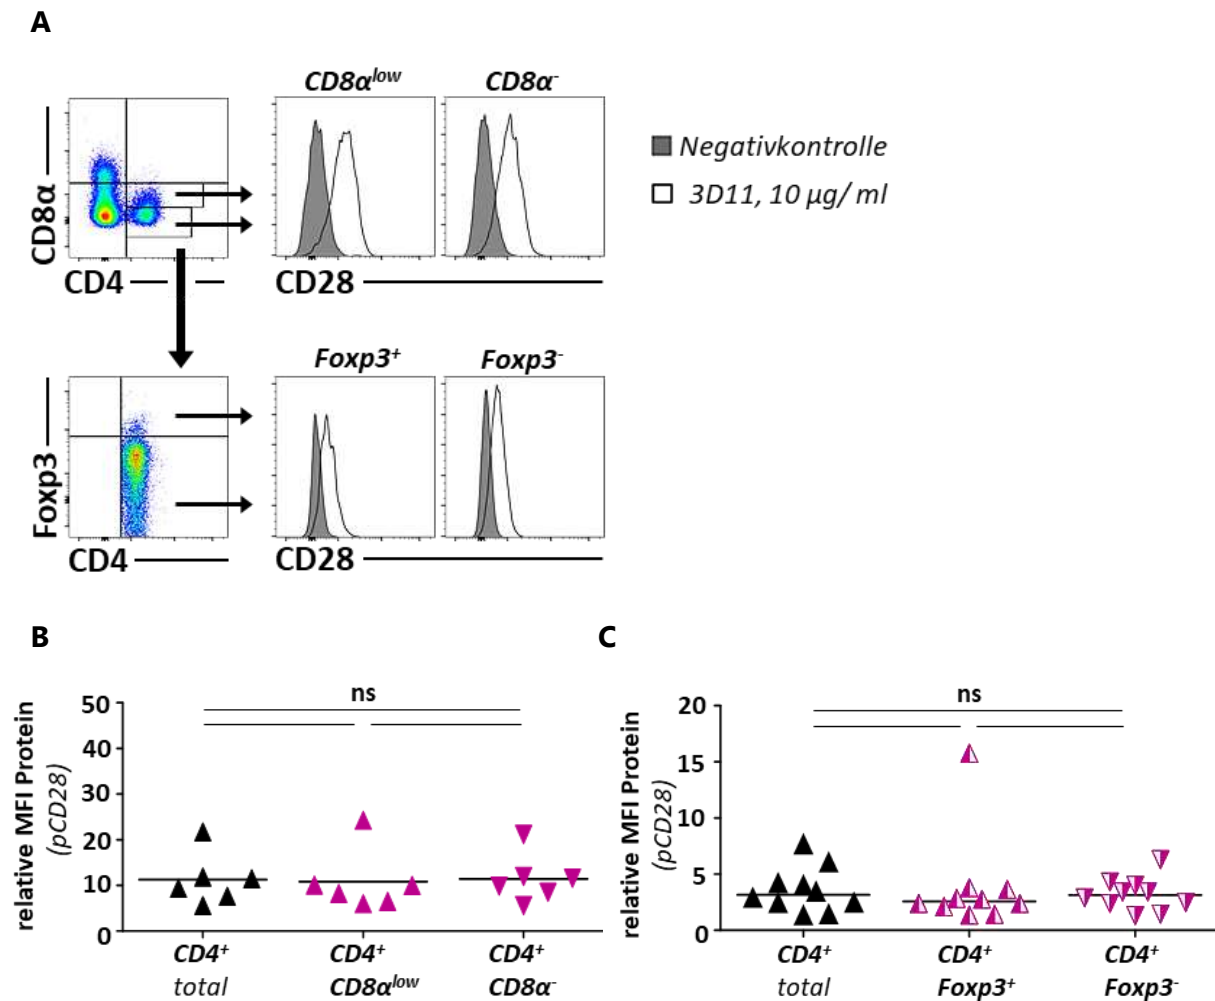 A
CD8α^low CD8α^-
CD8α
Negativkontrolle
3D11, 10 µg/ ml
CD4 CD28
Foxp3^+ Foxp3^-
Foxp3
CD4 CD28
B
relative MFI Protein
(pCD28)
ns
50
40
30
20
10
0
CD4^+ CD4^+ CD4^+
total CD8α^low CD8α^-
C
relative MFI Protein
(pCD28)
ns
20
15
10
5
0
CD4^+ CD4^+ CD4^+
total Foxp3^+ Foxp3^-